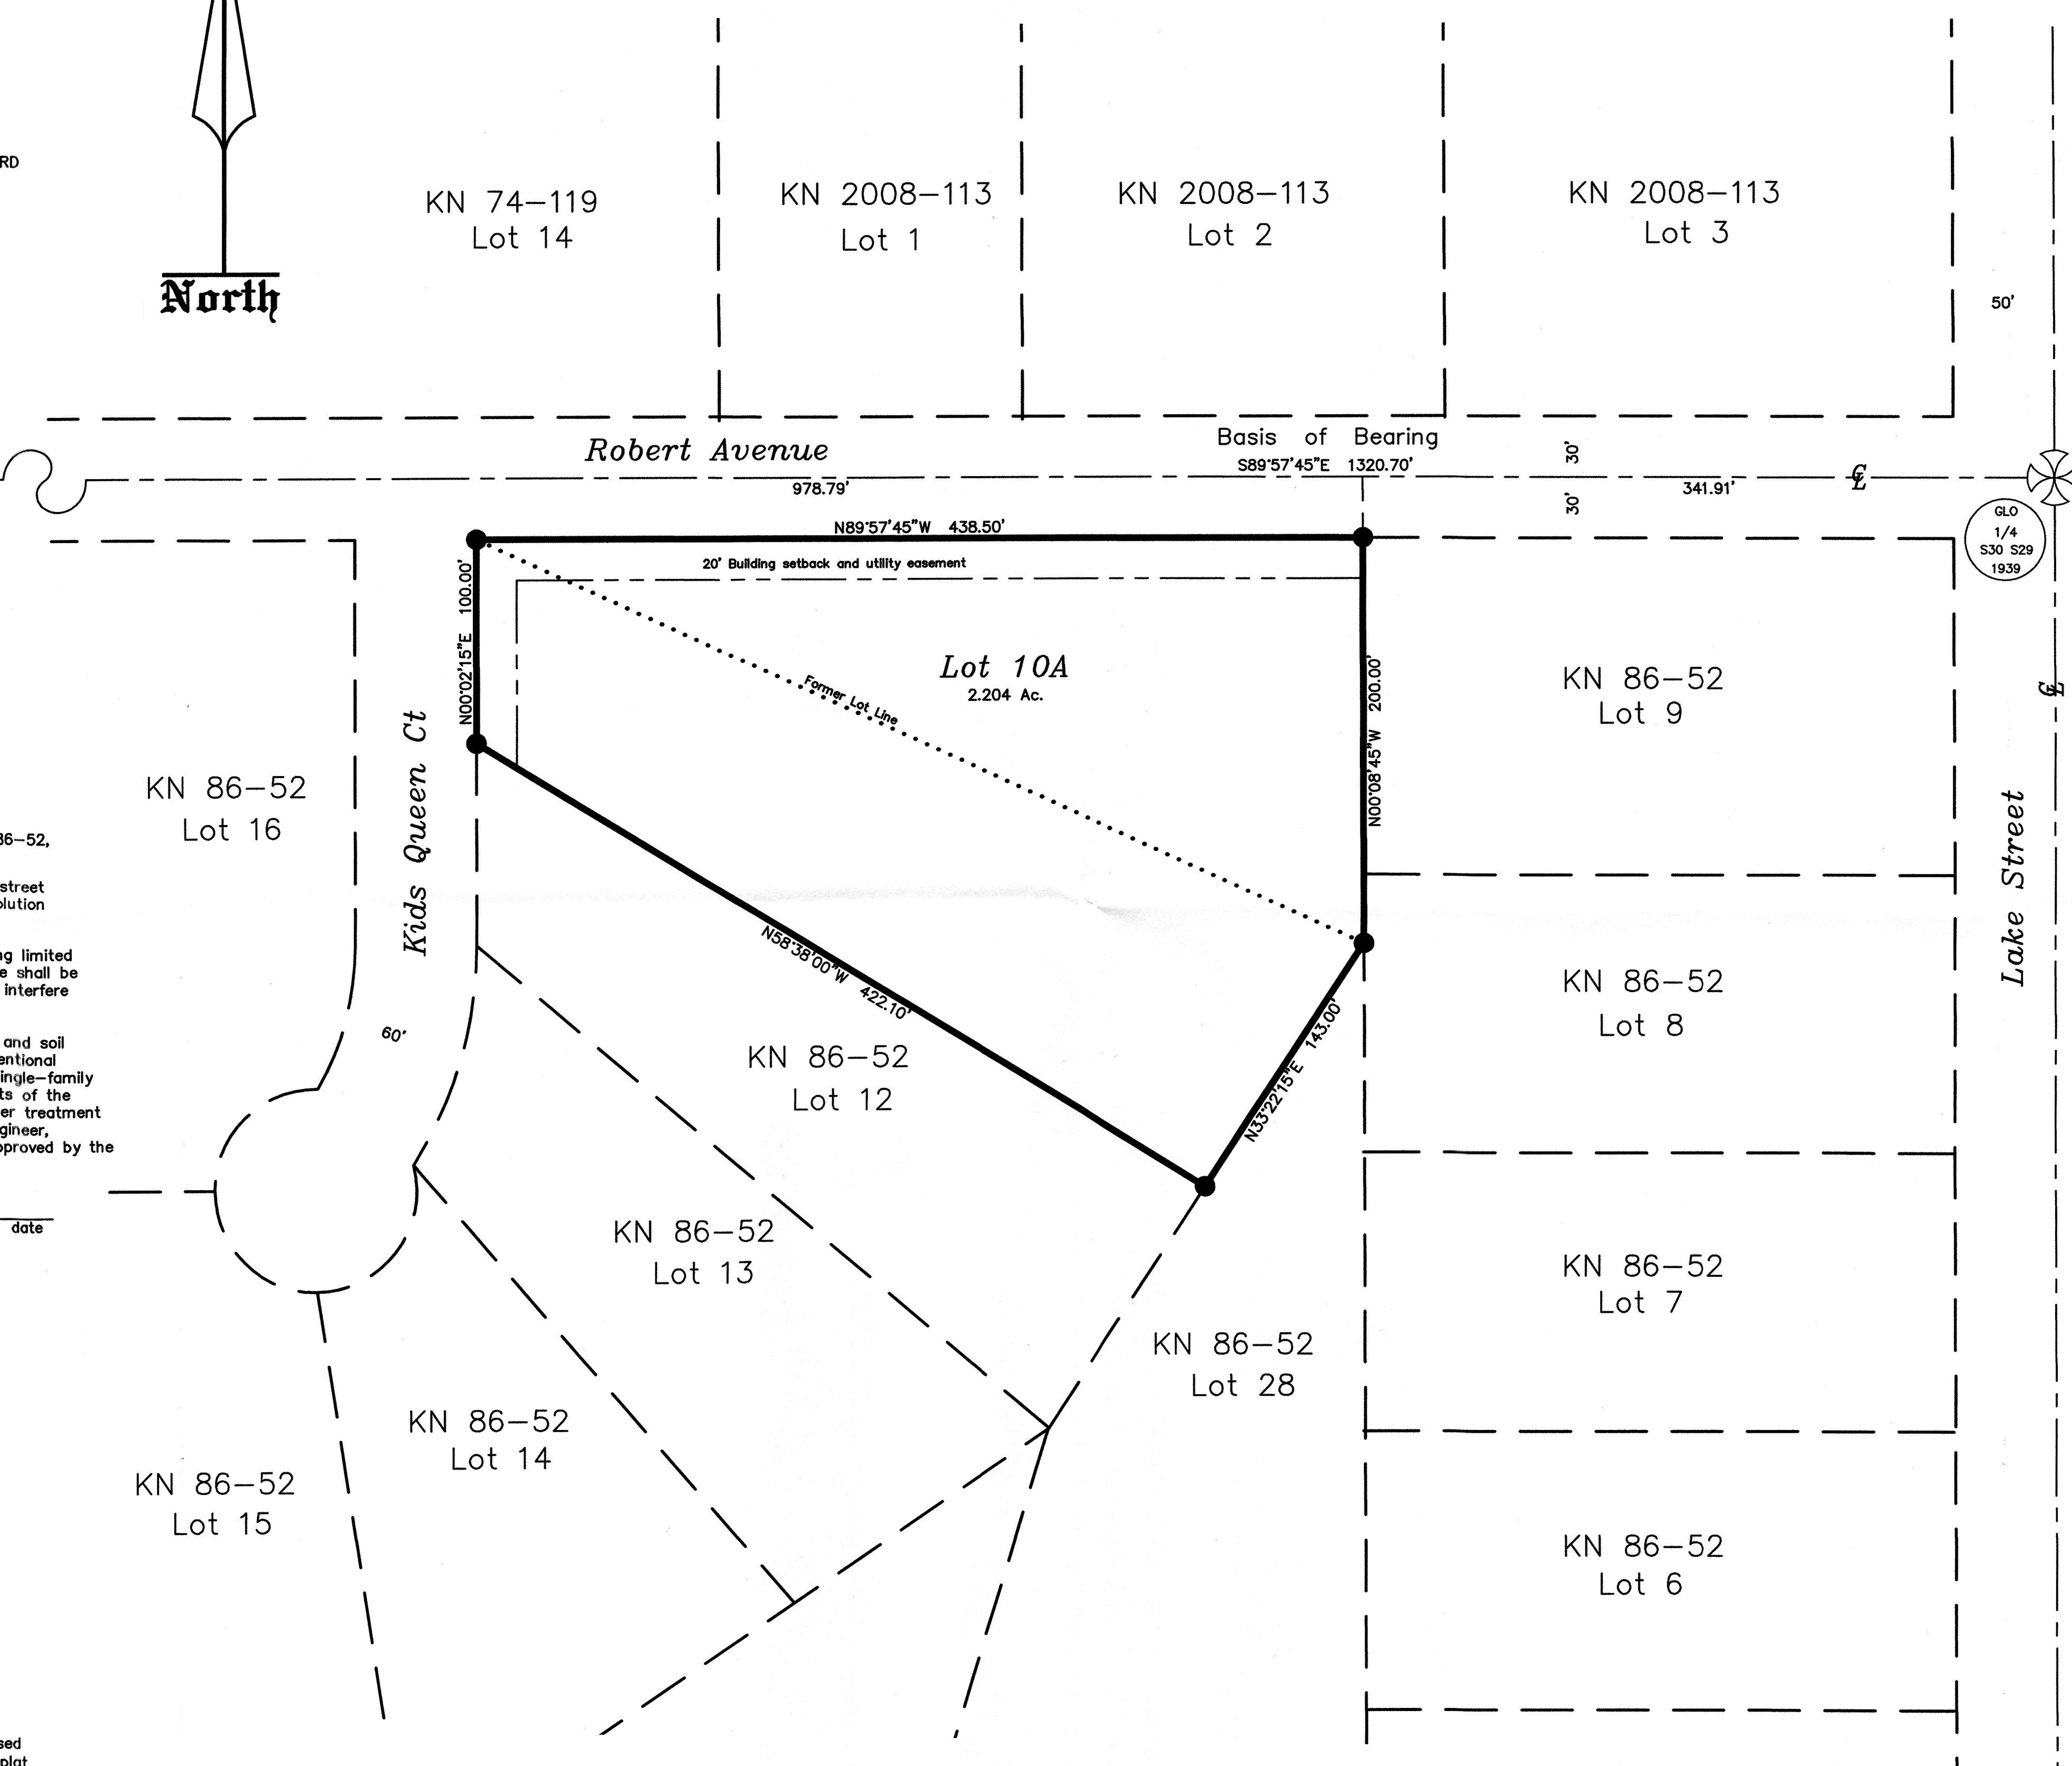 RD
North
KN 74–119
Lot 14
KN 2008–113
Lot 1
KN 2008–113
Lot 2
KN 2008–113
Lot 3
50'
Robert Avenue
Basis of Bearing
S89°57'45"E 1320.70'
30'
30'
978.79'
341.91'
GLO
1/4
S30 S29
1939
N89°57'45"W 438.50'
20' Building setback and utility easement
N00°02'15"E 100.00'
Former Lot Line
Lot 10A
2.204 Ac.
N00°08'45"W 200.00'
KN 86–52
Lot 9
KN 86–52
Lot 16
Kids Queen Ct
Lake Street
86–52,
street
olution
ng limited
e shall be
interfere
and soil
entional
ingle–family
ts of the
er treatment
gineer,
pproved by the
date
N58°38'00"W 422.10'
N33°22'15"E 143.00'
60'
KN 86–52
Lot 8
KN 86–52
Lot 12
KN 86–52
Lot 13
KN 86–52
Lot 7
KN 86–52
Lot 28
KN 86–52
Lot 14
KN 86–52
Lot 15
KN 86–52
Lot 6
sed
plat